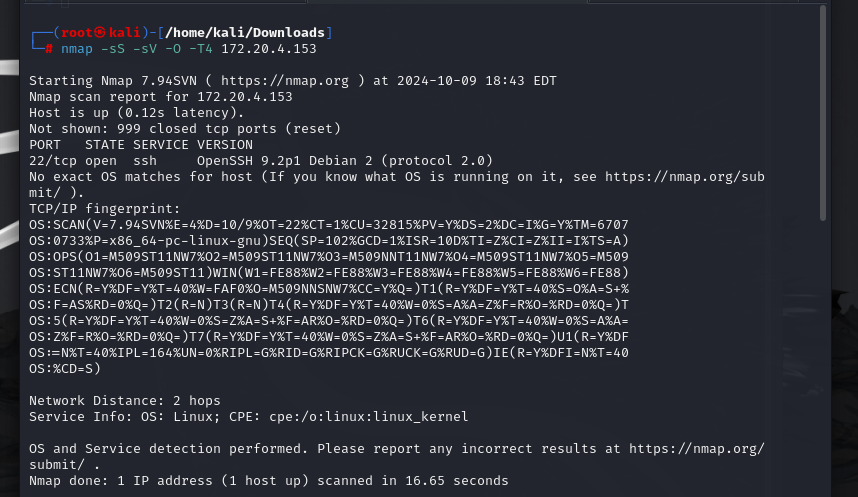 ┌──(root㉿kali)-[/home/kali/Downloads]
└─# nmap -sS -sV -O -T4 172.20.4.153
Starting Nmap 7.94SVN ( https://nmap.org ) at 2024-10-09 18:43 EDT
Nmap scan report for 172.20.4.153
Host is up (0.12s latency).
Not shown: 999 closed tcp ports (reset)
PORT   STATE SERVICE VERSION
22/tcp open  ssh     OpenSSH 9.2p1 Debian 2 (protocol 2.0)
No exact OS matches for host (If you know what OS is running on it, see https://nmap.org/sub
mit/ ).
TCP/IP fingerprint:
OS:SCAN(V=7.94SVN%E=4%D=10/9%OT=22%CT=1%CU=32815%PV=Y%DS=2%DC=I%G=Y%TM=6707
OS:0733%P=x86_64-pc-linux-gnu)SEQ(SP=102%GCD=1%ISR=10D%TI=Z%CI=Z%II=I%TS=A)
OS:OPS(O1=M509ST11NW7%O2=M509ST11NW7%O3=M509NNT11NW7%O4=M509ST11NW7%O5=M509
OS:ST11NW7%O6=M509ST11)WIN(W1=FE88%W2=FE88%W3=FE88%W4=FE88%W5=FE88%W6=FE88)
OS:ECN(R=Y%DF=Y%T=40%W=FAF0%O=M509NNSNW7%CC=Y%Q=)T1(R=Y%DF=Y%T=40%S=O%A=S+%
OS:F=AS%RD=0%Q=)T2(R=N)T3(R=N)T4(R=Y%DF=Y%T=40%W=0%S=A%A=Z%F=R%O=%RD=0%Q=)T
OS:5(R=Y%DF=Y%T=40%W=0%S=Z%A=S+%F=AR%O=%RD=0%Q=)T6(R=Y%DF=Y%T=40%W=0%S=A%A=
OS:Z%F=R%O=%RD=0%Q=)T7(R=Y%DF=Y%T=40%W=0%S=Z%A=S+%F=AR%O=%RD=0%Q=)U1(R=Y%DF
OS:=N%T=40%IPL=164%UN=0%RIPL=G%RID=G%RIPCK=G%RUCK=G%RUD=G)IE(R=Y%DFI=N%T=40
OS:%CD=S)
Network Distance: 2 hops
Service Info: OS: Linux; CPE: cpe:/o:linux:linux_kernel
OS and Service detection performed. Please report any incorrect results at https://nmap.org/
submit/ .
Nmap done: 1 IP address (1 host up) scanned in 16.65 seconds